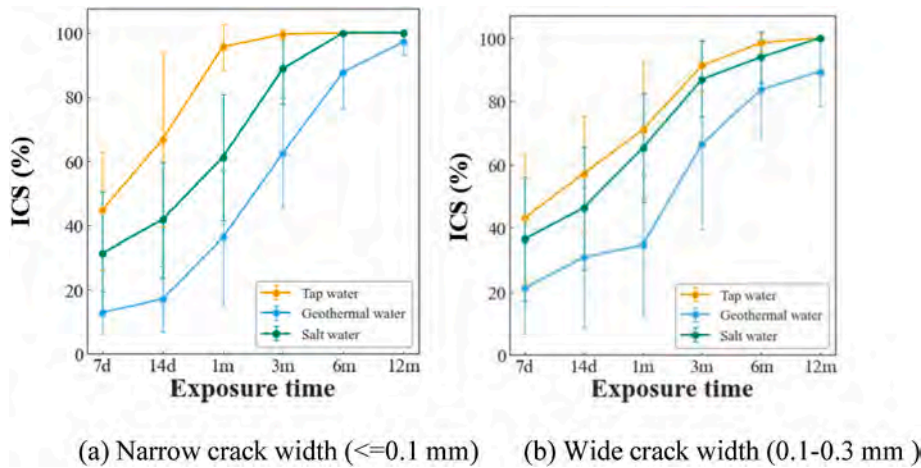 100
80
60
40
20
0
ICS (%)
Tap water
Geothermal water
Salt water
7d 14d 1m 3m 6m 12m
Exposure time
(a) Narrow crack width (<=0.1 mm)
100
80
60
40
20
0
ICS (%)
Tap water
Geothermal water
Salt water
7d 14d 1m 3m 6m 12m
Exposure time
(b) Wide crack width (0.1-0.3 mm )